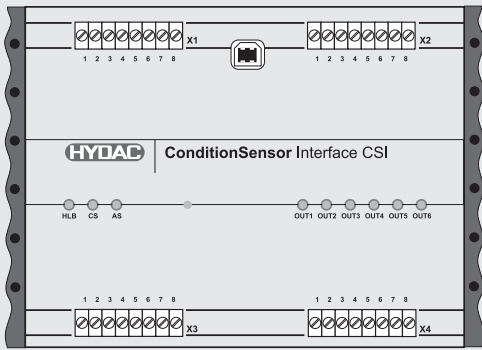 X1 X2
1 2 3 4 5 6 7 8 1 2 3 4 5 6 7 8
HYDAC ConditionSensor Interface CSI
HLB CS AS OUT1 OUT2 OUT3 OUT4 OUT5 OUT6
1 2 3 4 5 6 7 8 1 2 3 4 5 6 7 8
X3 X4